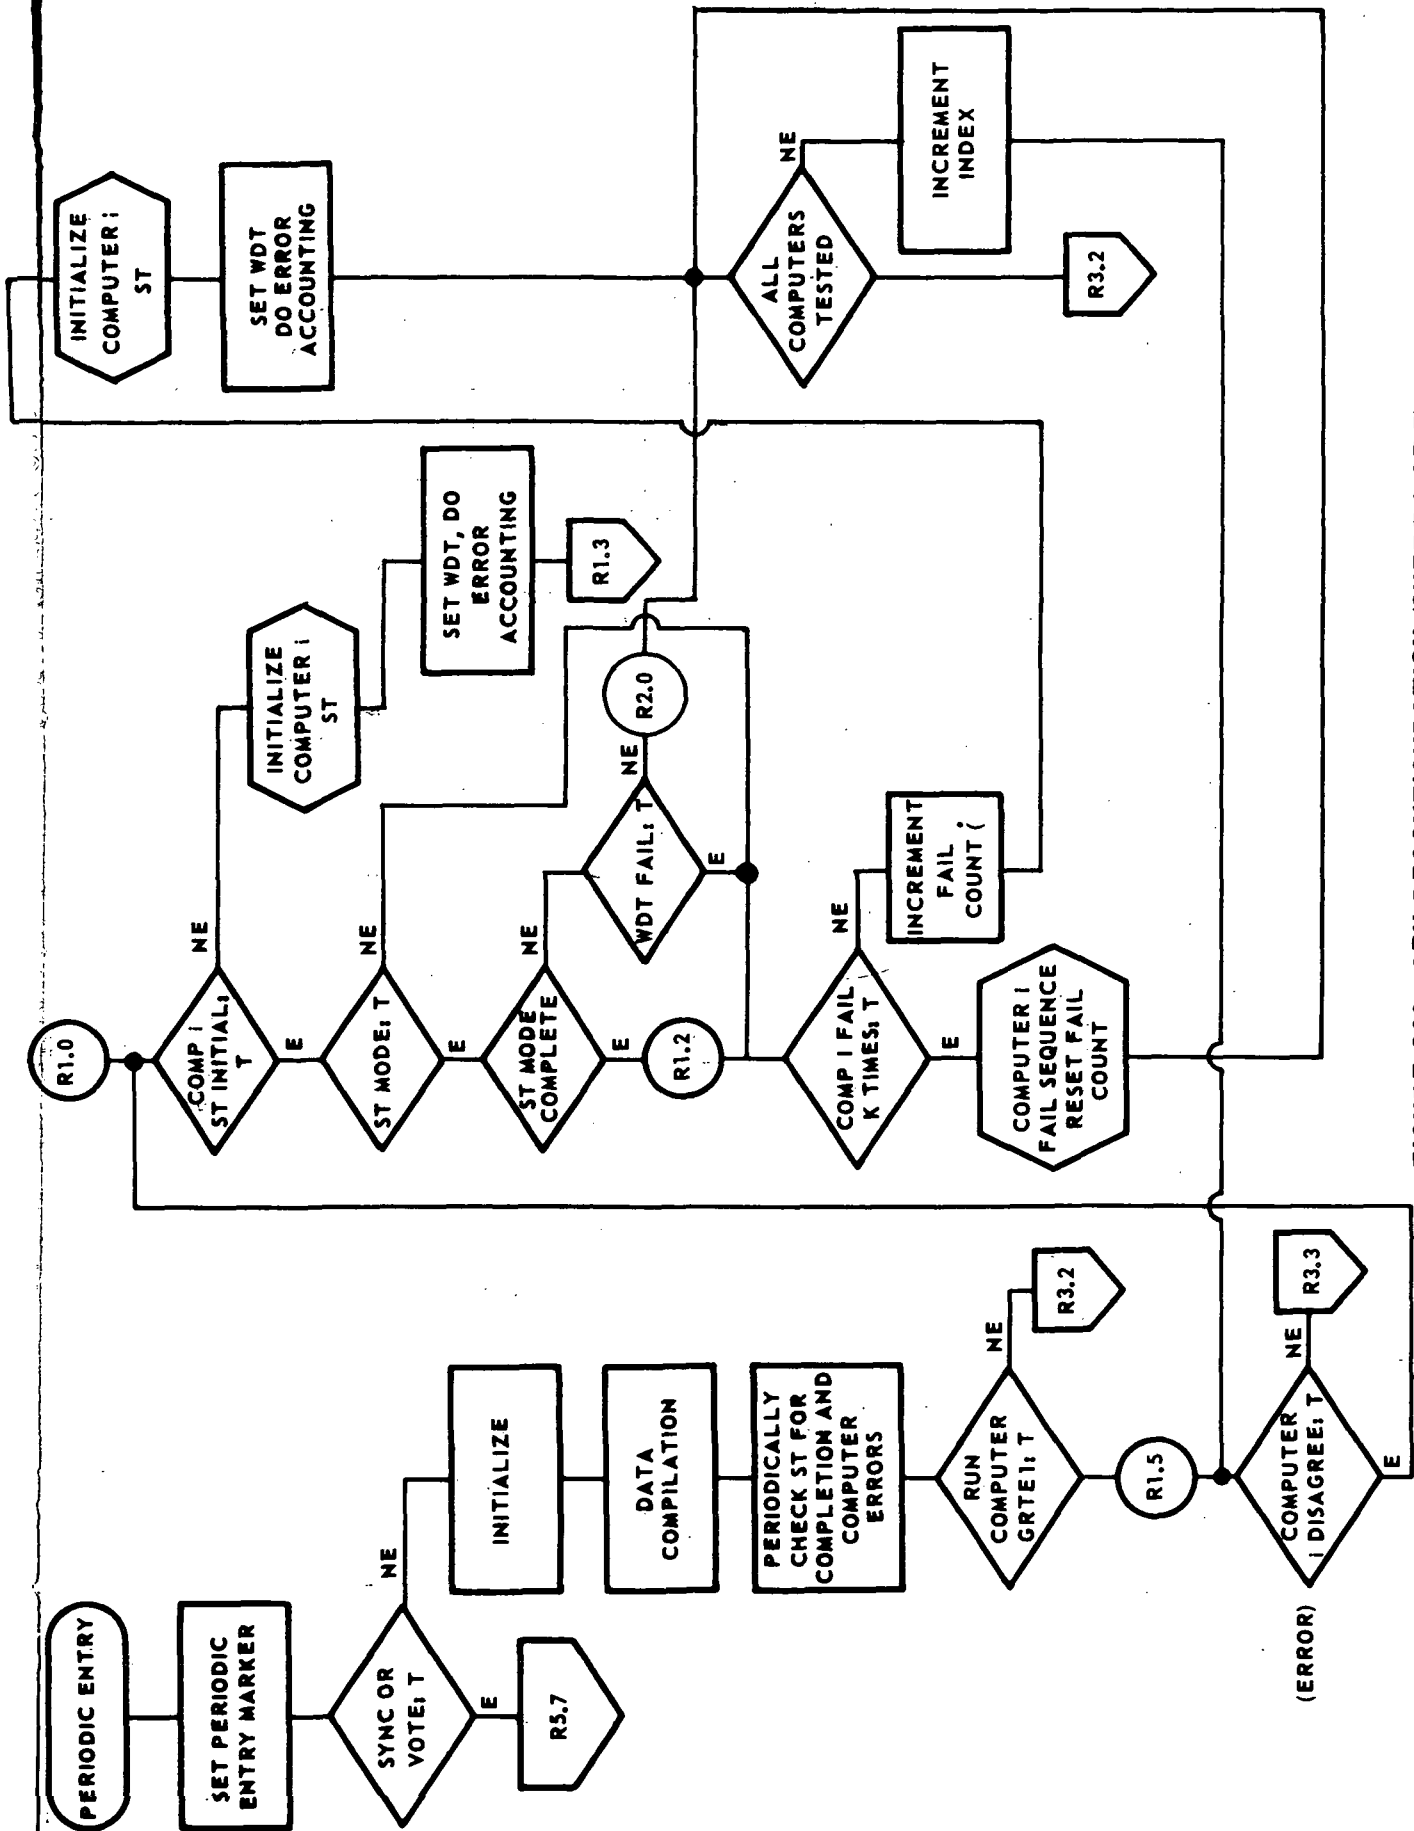 PERIODIC ENTRY
SET PERIODIC
ENTRY MARKER
SYNC OR
VOTE: T
NE
E
R5.7
INITIALIZE
DATA
COMPILATION
PERIODICALLY
CHECK ST FOR
COMPLETION AND
COMPUTER
ERRORS
RUN
COMPUTER
GRTE1: T
NE
R3.2
R1.5
COMPUTER
i DISAGREE: T
NE
R3.3
E
(ERROR)
R1.0
COMP i
ST INITIAL:
T
NE
E
ST MODE: T
NE
E
ST MODE
COMPLETE
NE
E
R1.2
INITIALIZE
COMPUTER i
ST
SET WDT, DO
ERROR
ACCOUNTING
R1.3
WDT FAIL: T
NE
R2.0
E
COMP i FAIL
K TIMES: T
NE
E
INCREMENT
FAIL
COUNT i
COMPUTER i
FAIL SEQUENCE
RESET FAIL
COUNT
INITIALIZE
COMPUTER i
ST
SET WDT
DO ERROR
ACCOUNTING
ALL
COMPUTERS
TESTED
NE
INCREMENT
INDEX
R3.2